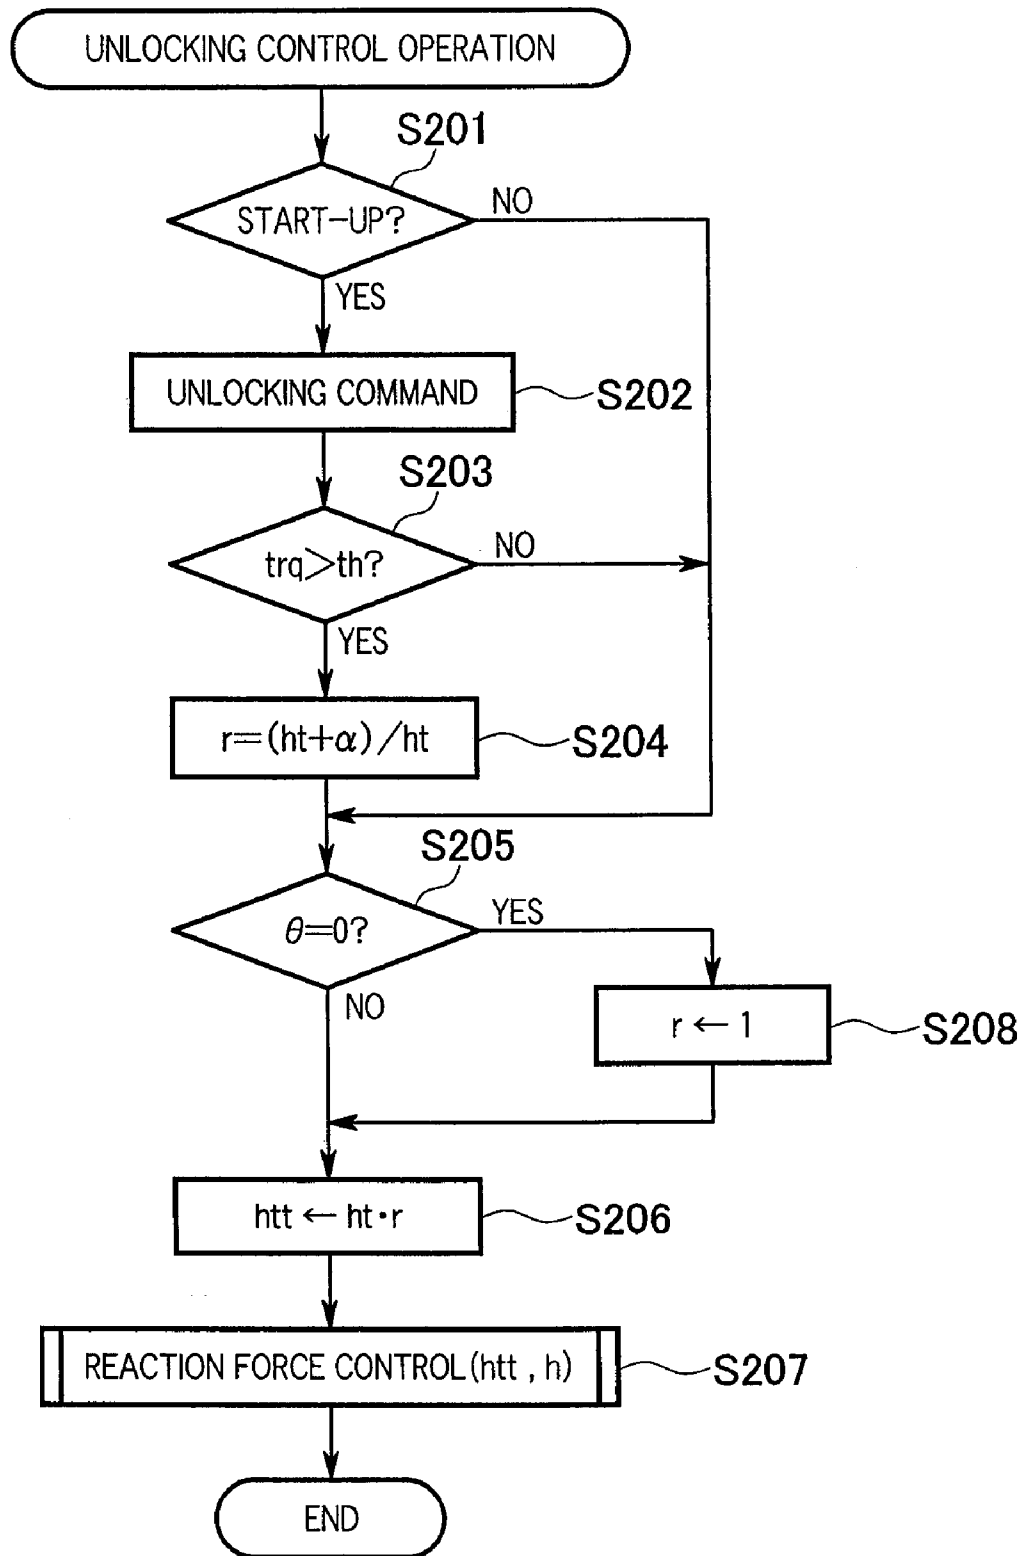 UNLOCKING CONTROL OPERATION
S201
START-UP?
NO
YES
UNLOCKING COMMAND
S202
S203
trq>th?
NO
YES
r=(ht+α)/ht
S204
S205
θ=0?
YES
NO
r ← 1
S208
htt ← ht·r
S206
REACTION FORCE CONTROL(htt , h)
S207
END